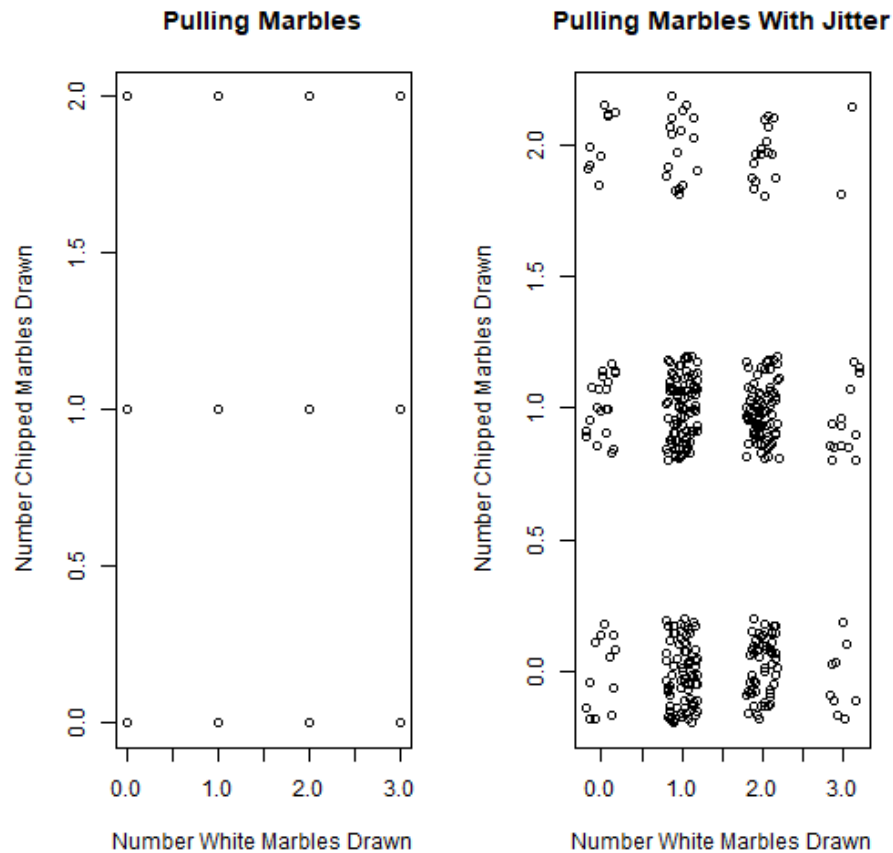 Pulling Marbles
Number Chipped Marbles Drawn
2.0
1.5
1.0
0.5
0.0
0.0 1.0 2.0 3.0
Number White Marbles Drawn
Pulling Marbles With Jitter
Number Chipped Marbles Drawn
2.0
1.5
1.0
0.5
0.0
0.0 1.0 2.0 3.0
Number White Marbles Drawn